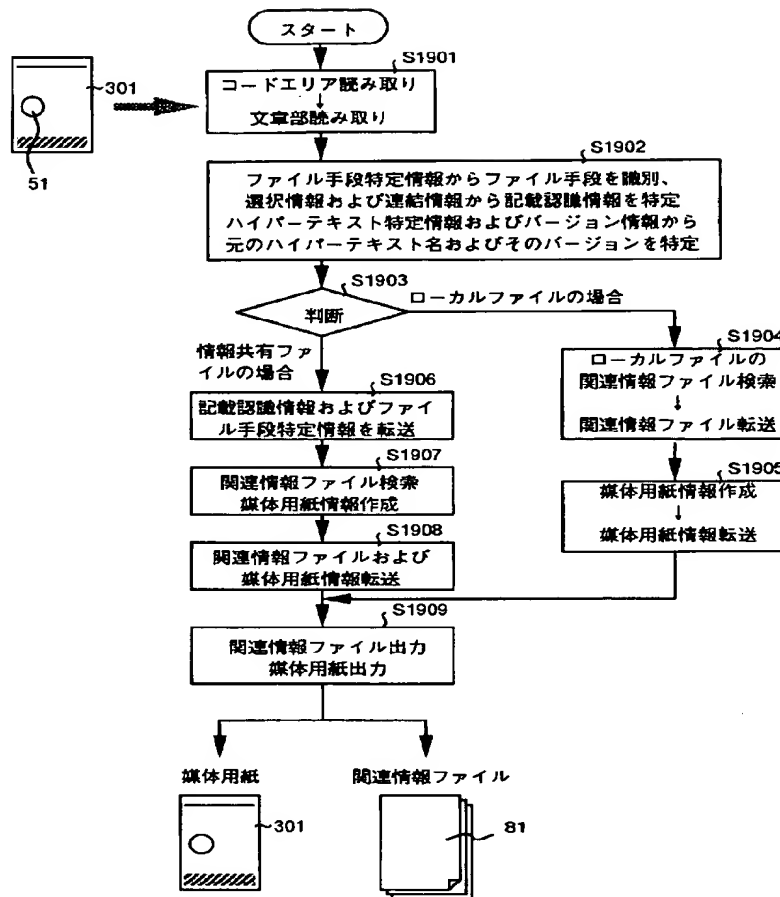 スタート
S1901
301
コードエリア読み取り
↓
文章部読み取り
51
S1902
ファイル手段特定情報からファイル手段を識別、
選択情報および連結情報から記載認識情報を特定
ハイパーテキスト特定情報およびバージョン情報から
元のハイパーテキスト名およびそのバージョンを特定
S1903
判断
ローカルファイルの場合
情報共有ファ
イルの場合
S1904
ローカルファイルの
関連情報ファイル検索
↓
関連情報ファイル転送
S1906
記載認識情報およびファイ
ル手段特定情報を転送
S1907
関連情報ファイル検索
媒体用紙情報作成
S1905
媒体用紙情報作成
↓
媒体用紙情報転送
S1908
関連情報ファイルおよび
媒体用紙情報転送
S1909
関連情報ファイル出力
媒体用紙出力
媒体用紙
関連情報ファイル
301
81